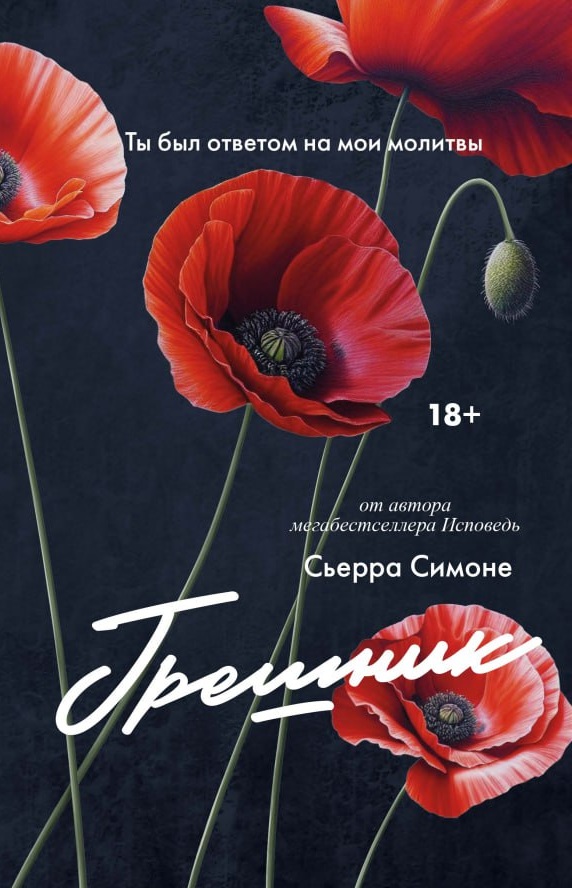 Ты был ответом на мои молитвы
18+
от автора
мегабестселлера Исповедь
Сьерра Симоне
Грешник